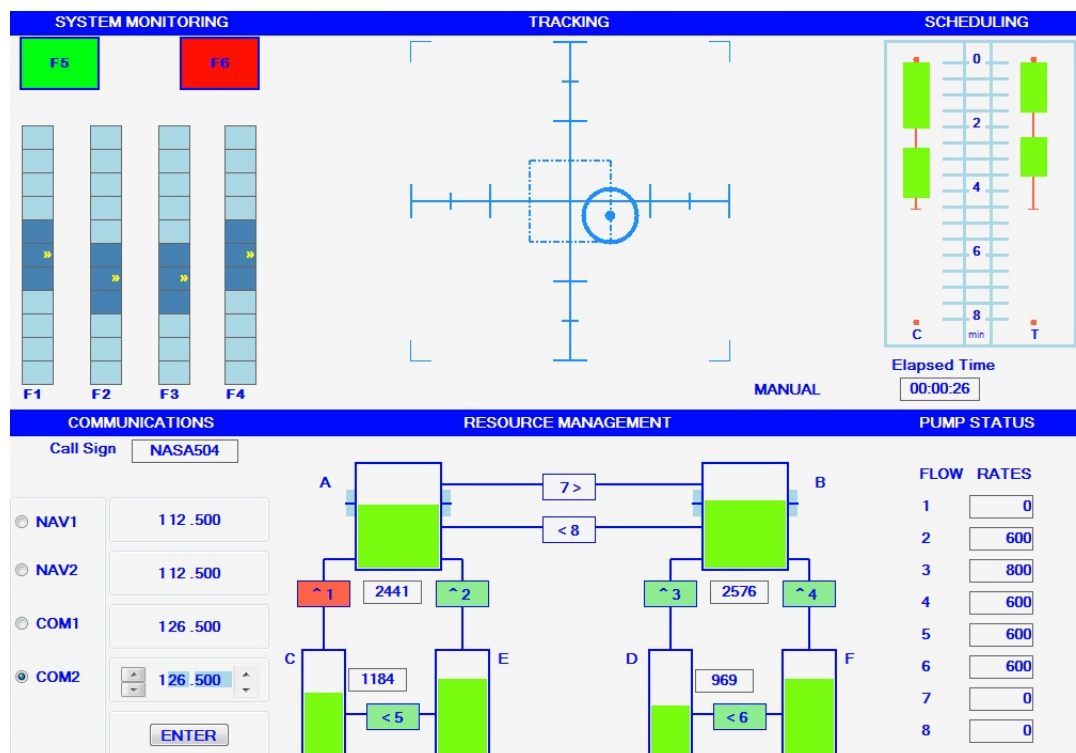 SYSTEM MONITORING
TRACKING
SCHEDULING
F5
F6
0
2
4
6
8
C
min
T
»
»
»
»
F1
F2
F3
F4
MANUAL
Elapsed Time
00:00:26
COMMUNICATIONS
RESOURCE MANAGEMENT
PUMP STATUS
Call Sign NASA504
NAV1 112.500
NAV2 112.500
COM1 126.500
COM2 126.500
ENTER
A
B
7 >
< 8
^ 1
2441
^ 2
^ 3
2576
^ 4
C
E
D
F
1184
969
< 5
< 6
FLOW RATES
1 0
2 600
3 800
4 600
5 600
6 600
7 0
8 0